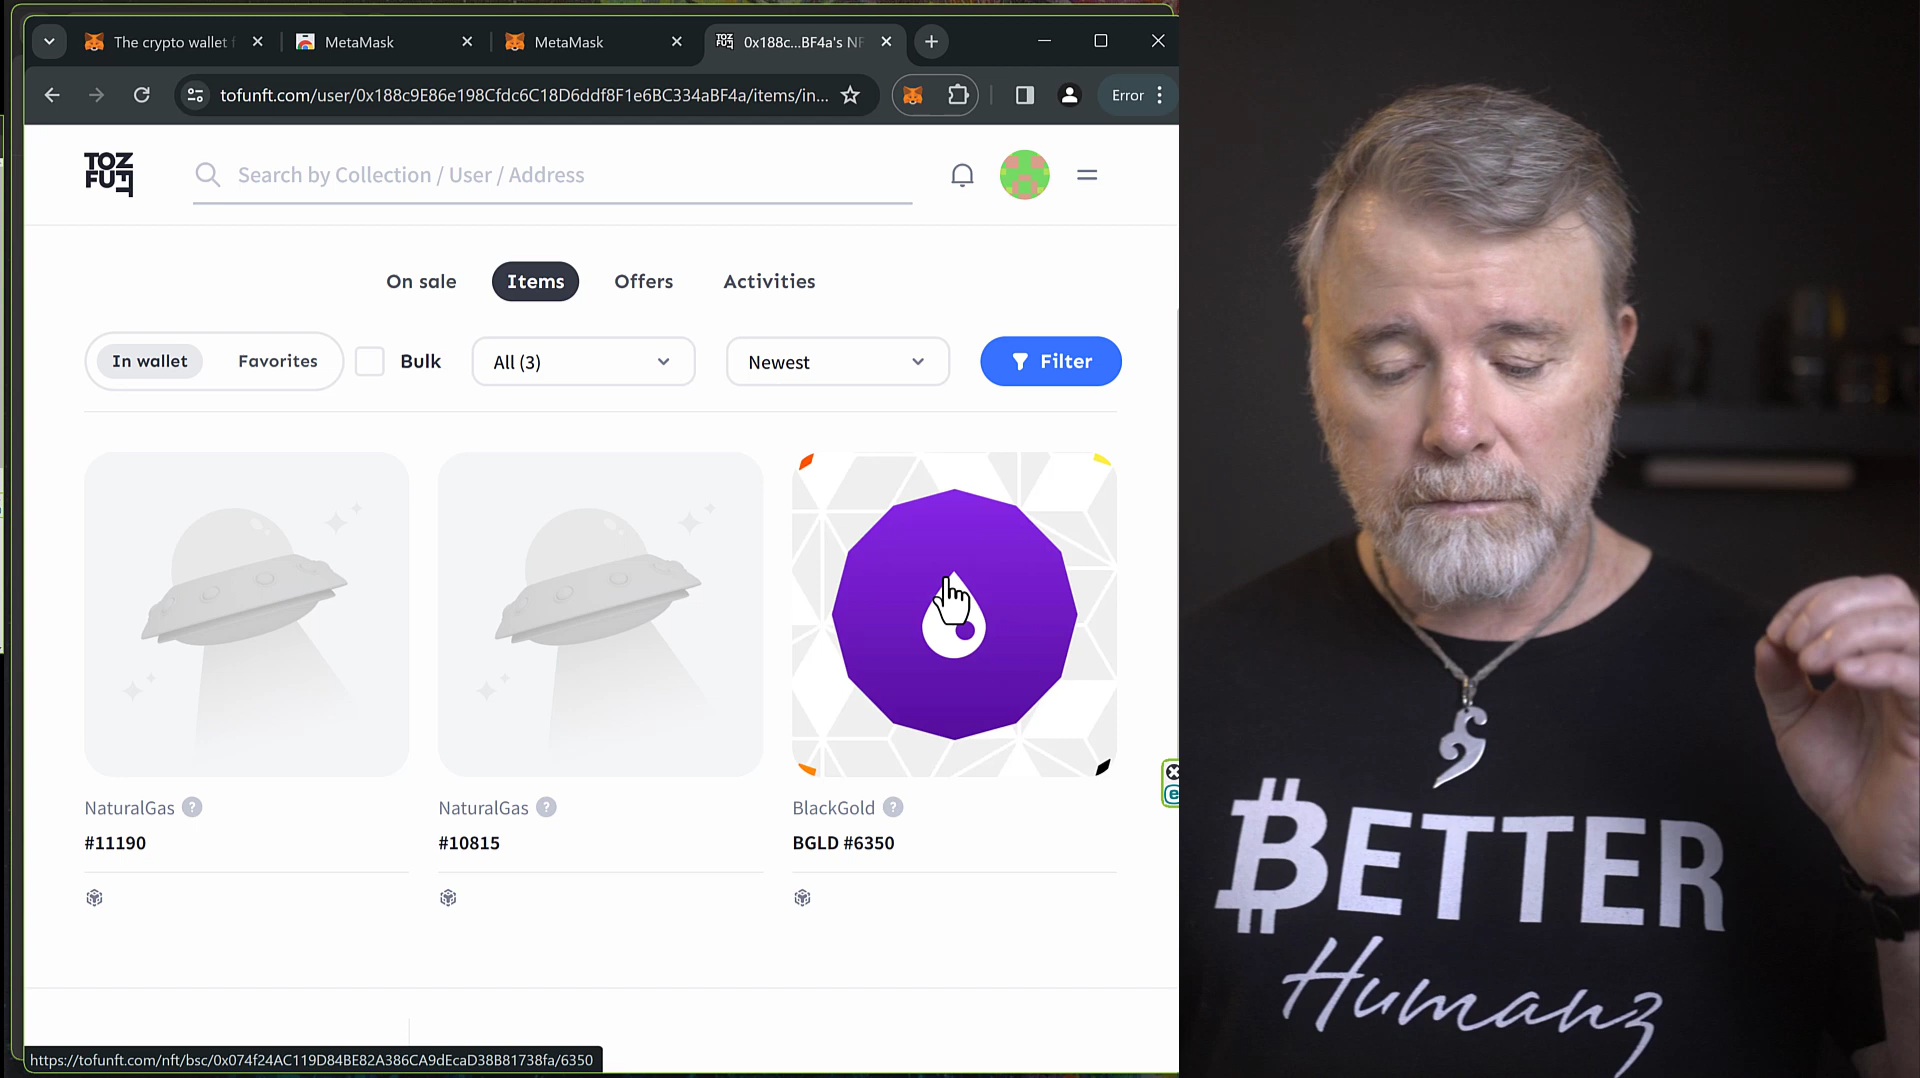 The crypto wallet f
MetaMask
MetaMask
0x188c...BF4a's NF
tofunft.com/user/0x188c9E86e198Cfdc6C18D6ddf8F1e6BC334aBF4a/items/in...
Error
TOZ
FU
Search by Collection / User / Address
On sale
Items
Offers
Activities
In wallet
Favorites
Bulk
All (3)
Newest
Filter
NaturalGas ?
#11190
NaturalGas ?
#10815
BlackGold ?
BGLD #6350
https://tofunft.com/nft/bsc/0x074f24AC119D84BE82A386CA9dEcaD38B81738fa/6350
₿ETTER
Humanz